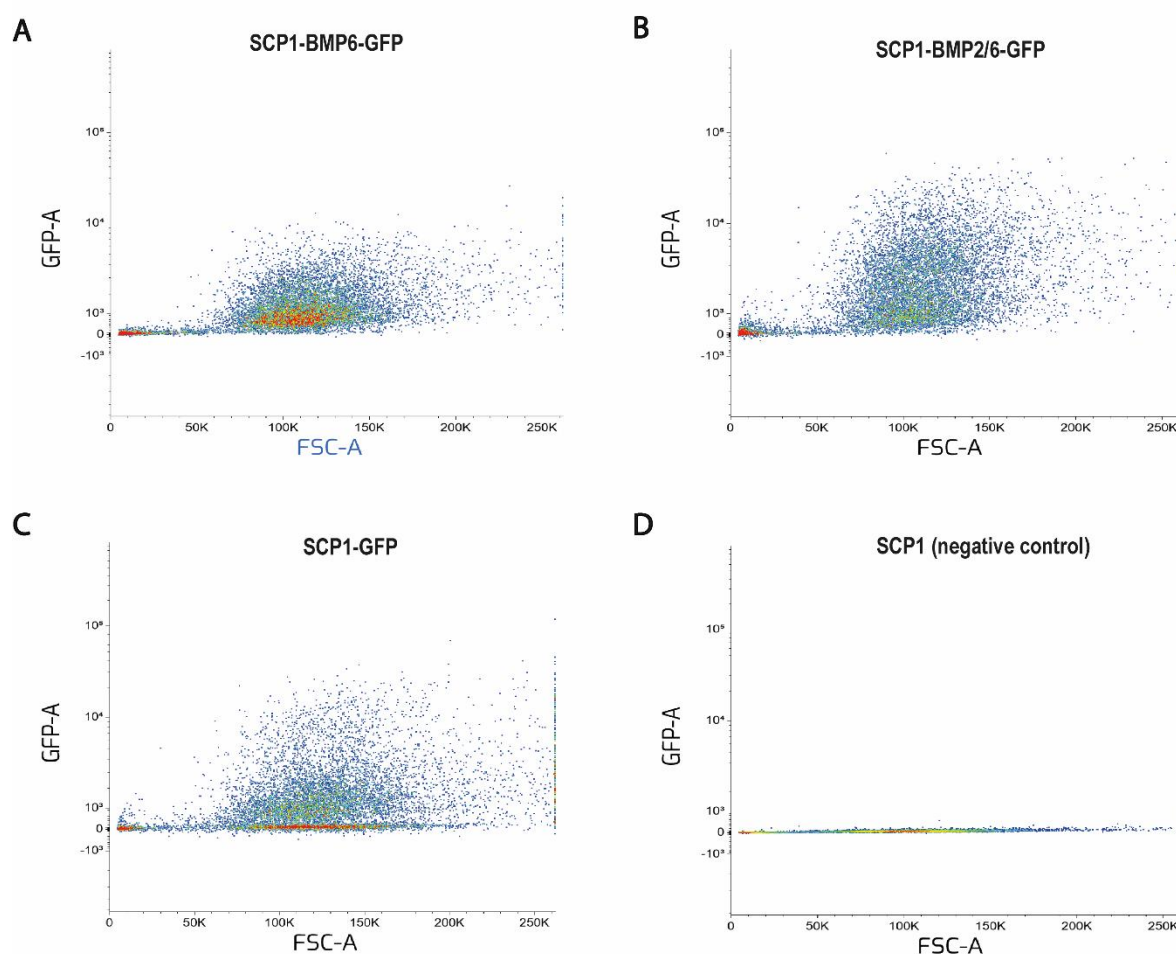 A
SCP1-BMP6-GFP
GFP-A
10⁵
10⁴
10³
0
-10³
0 50K 100K 150K 200K 250K
FSC-A
B
SCP1-BMP2/6-GFP
GFP-A
10⁵
10⁴
10³
0
-10³
0 50K 100K 150K 200K 250K
FSC-A
C
SCP1-GFP
GFP-A
10⁵
10⁴
10³
0
-10³
0 50K 100K 150K 200K 250K
FSC-A
D
SCP1 (negative control)
GFP-A
10⁵
10⁴
10³
0
-10³
0 50K 100K 150K 200K 250K
FSC-A